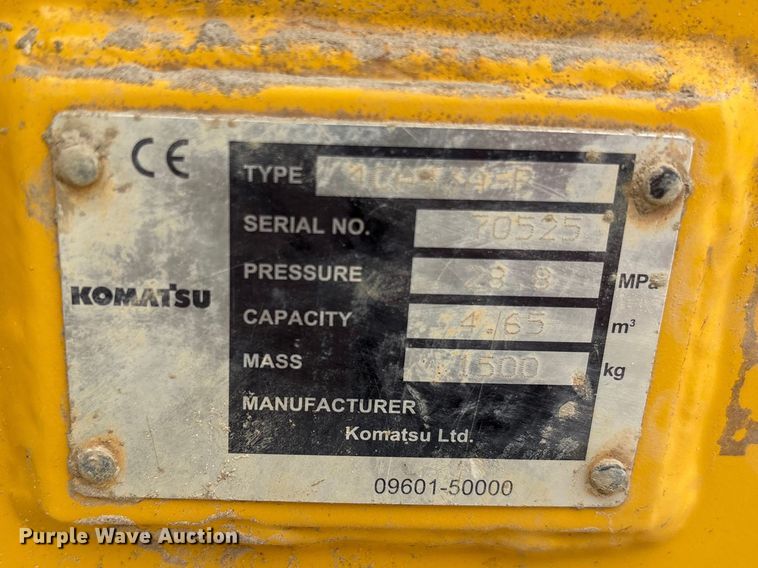 CE
KOMATSU
TYPE
SERIAL NO. 70525
PRESSURE MPa
CAPACITY 4.65 m³
MASS 1500 kg
MANUFACTURER
Komatsu Ltd.
09601-50000
Purple Wave Auction